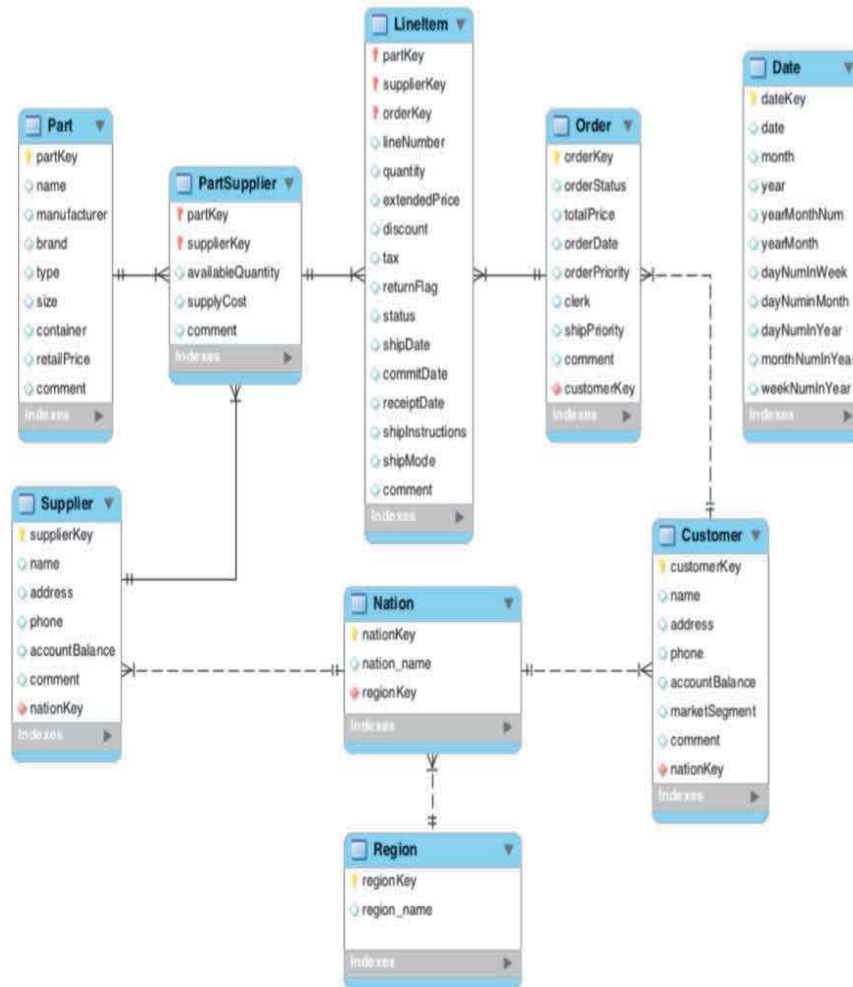 Part
partKey
name
manufacturer
brand
type
size
container
retailPrice
comment
Indexes
PartSupplier
partKey
supplierKey
availableQuantity
supplyCost
comment
Indexes
LineItem
partKey
supplierKey
orderKey
lineNumber
quantity
extendedPrice
discount
tax
returnFlag
status
shipDate
commitDate
receiptDate
shipInstructions
shipMode
comment
Indexes
Order
orderKey
orderStatus
totalPrice
orderDate
orderPriority
clerk
shipPriority
comment
customerKey
Indexes
Date
dateKey
date
month
year
yearMonthNum
yearMonth
dayNumInWeek
dayNuminMonth
dayNumInYear
monthNumInYear
weekNumInYear
Indexes
Supplier
supplierKey
name
address
phone
accountBalance
comment
nationKey
Indexes
Nation
nationKey
nation_name
regionKey
Indexes
Customer
customerKey
name
address
phone
accountBalance
marketSegment
comment
nationKey
Indexes
Region
regionKey
region_name
Indexes